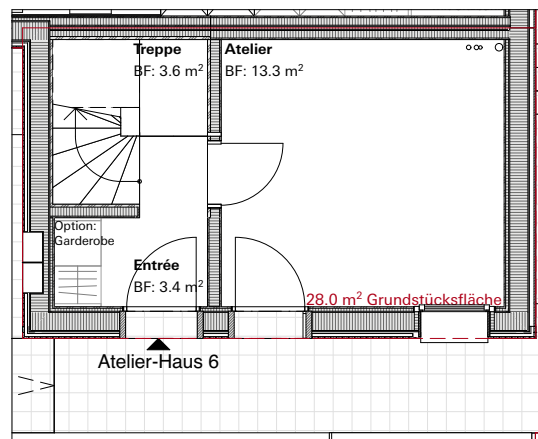 Treppe
BF: 3.6 m²
Atelier
BF: 13.3 m²
Option:
Garderobe
Entrée
BF: 3.4 m²
28.0 m² Grundstücksfläche
Atelier-Haus 6